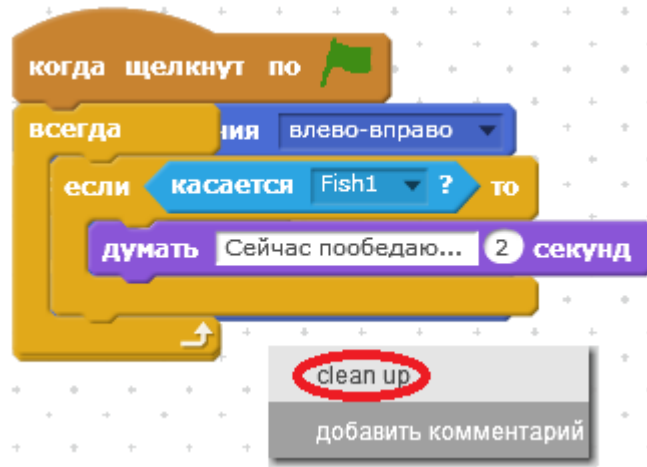 когда щелкнут по
всегда
ния влево-вправо
если касается Fish1 ? то
думать Сейчас пообедаю... 2 секунд
clean up
добавить комментарий